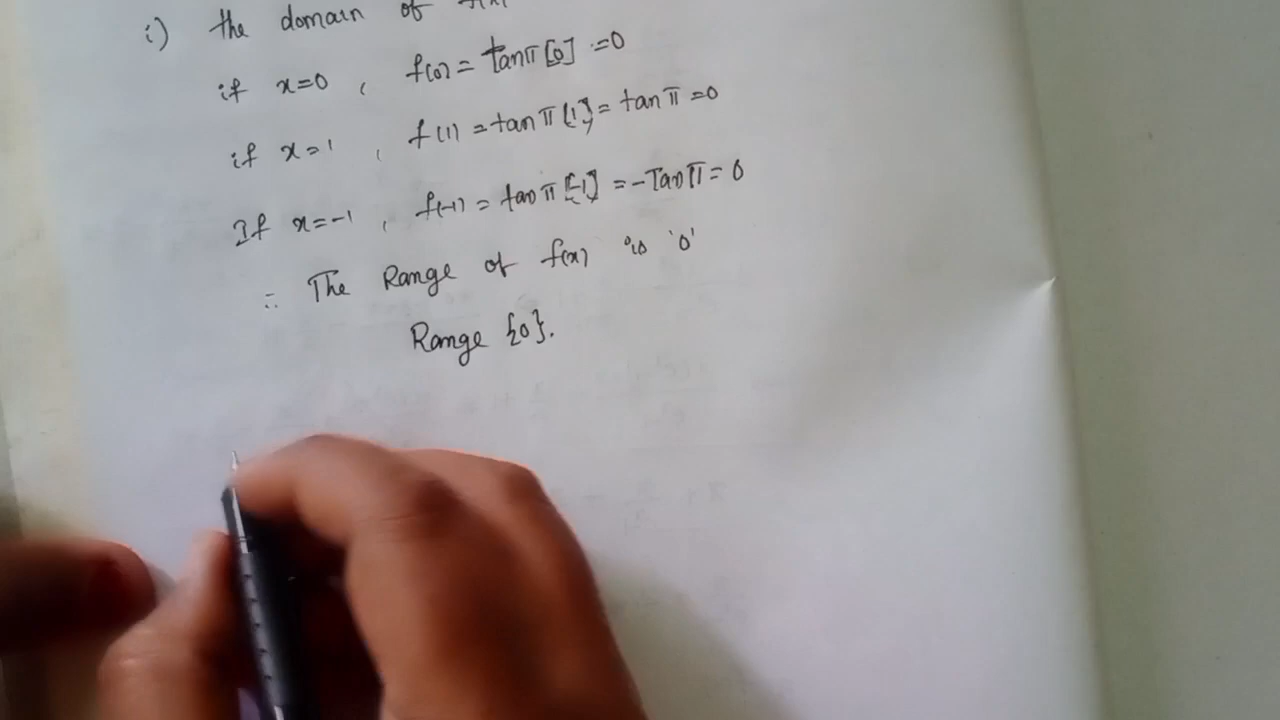 i) the domain of f(x)
if x=0 , f(0) = tanπ[0] =0
if x=1 , f(1) = tanπ[1] = tanπ =0
If x=-1 , f(-1) = tanπ[-1] = -Tanπ = 0
∴ The Range of f(x) is '0'
Range {0}.